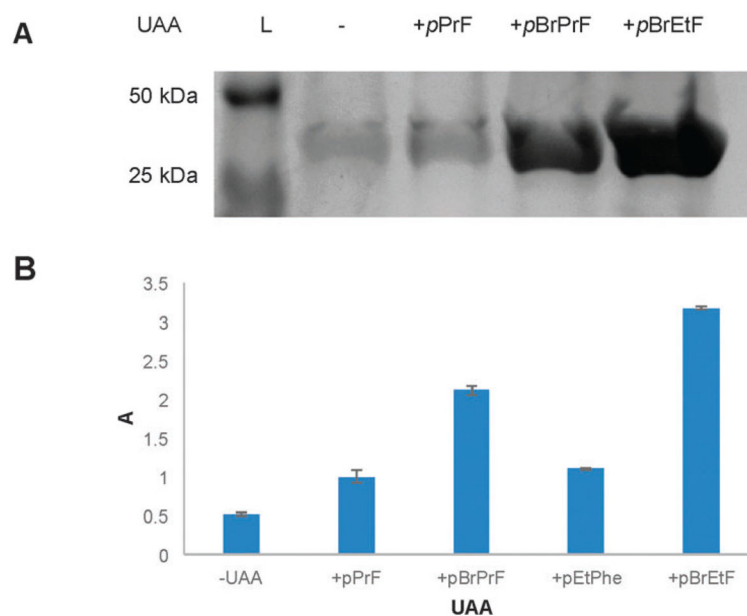 A
UAA L - +pPrF +pBrPrF +pBrEtF
50 kDa
25 kDa
B
3.5
3
2.5
2
1.5
1
0.5
0
A
-UAA +pPrF +pBrPrF +pEtPhe +pBrEtF
UAA